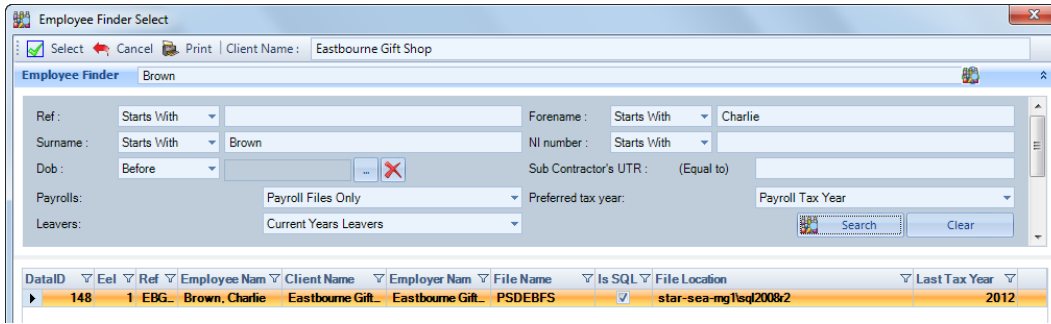 Employee Finder Select
Select Cancel Print Client Name : Eastbourne Gift Shop
Employee Finder Brown
Ref : Starts With Forename : Starts With Charlie
Surname : Starts With Brown NI number : Starts With
Dob : Before ... Sub Contractor's UTR : (Equal to)
Payrolls: Payroll Files Only Preferred tax year: Payroll Tax Year
Leavers: Current Years Leavers Search Clear
DataID Eel Ref Employee Nam Client Name Employer Nam File Name Is SQL File Location Last Tax Year
148 1 EBG... Brown, Charlie Eastbourne Gift... Eastbourne Gift... PSDEBFS star-sea-mg1\sql2008r2 2012